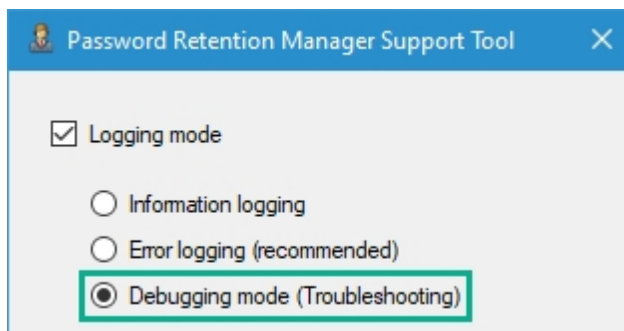 Password Retention Manager Support Tool
Logging mode
Information logging
Error logging (recommended)
Debugging mode (Troubleshooting)